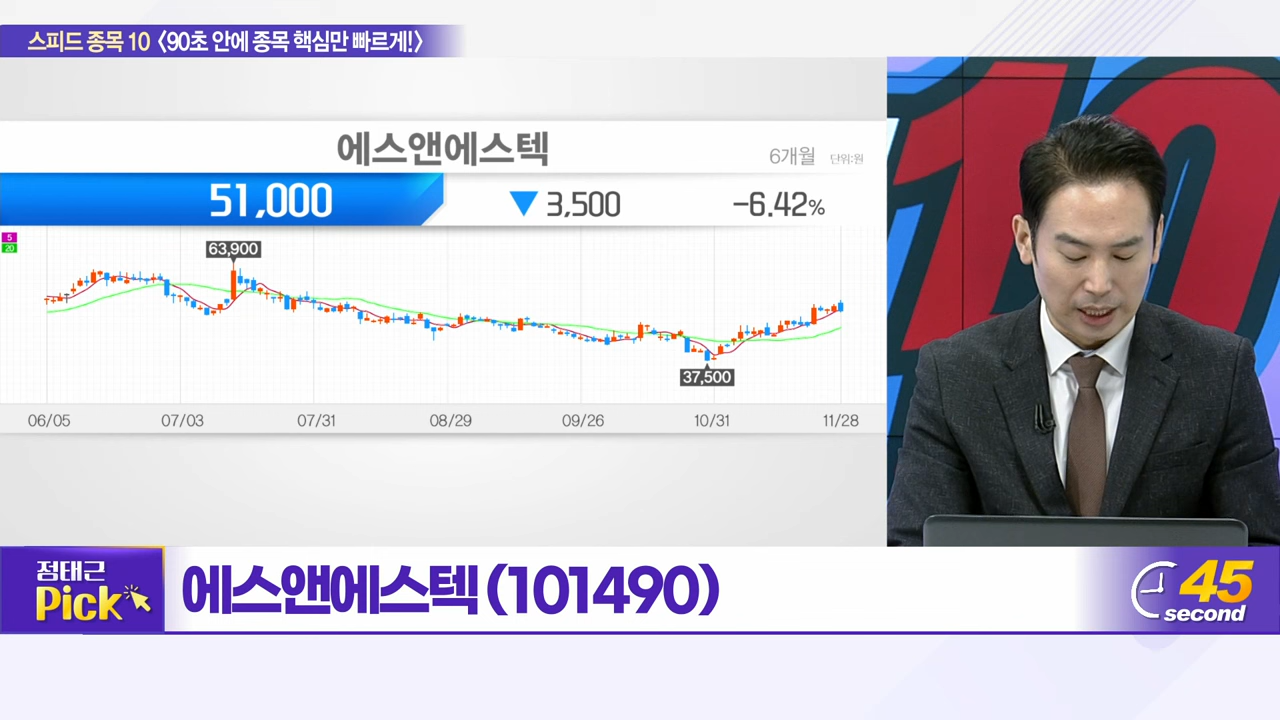 스피드 종목 10 〈90초 안에 종목 핵심만 빠르게!〉
10
에스앤에스텍
6개월 단위:원
51,000 ▼ 3,500 -6.42%
5
20
63,900
37,500
06/05 07/03 07/31 08/29 09/26 10/31 11/28
점태근
Pick
에스앤에스텍(101490)
45
second